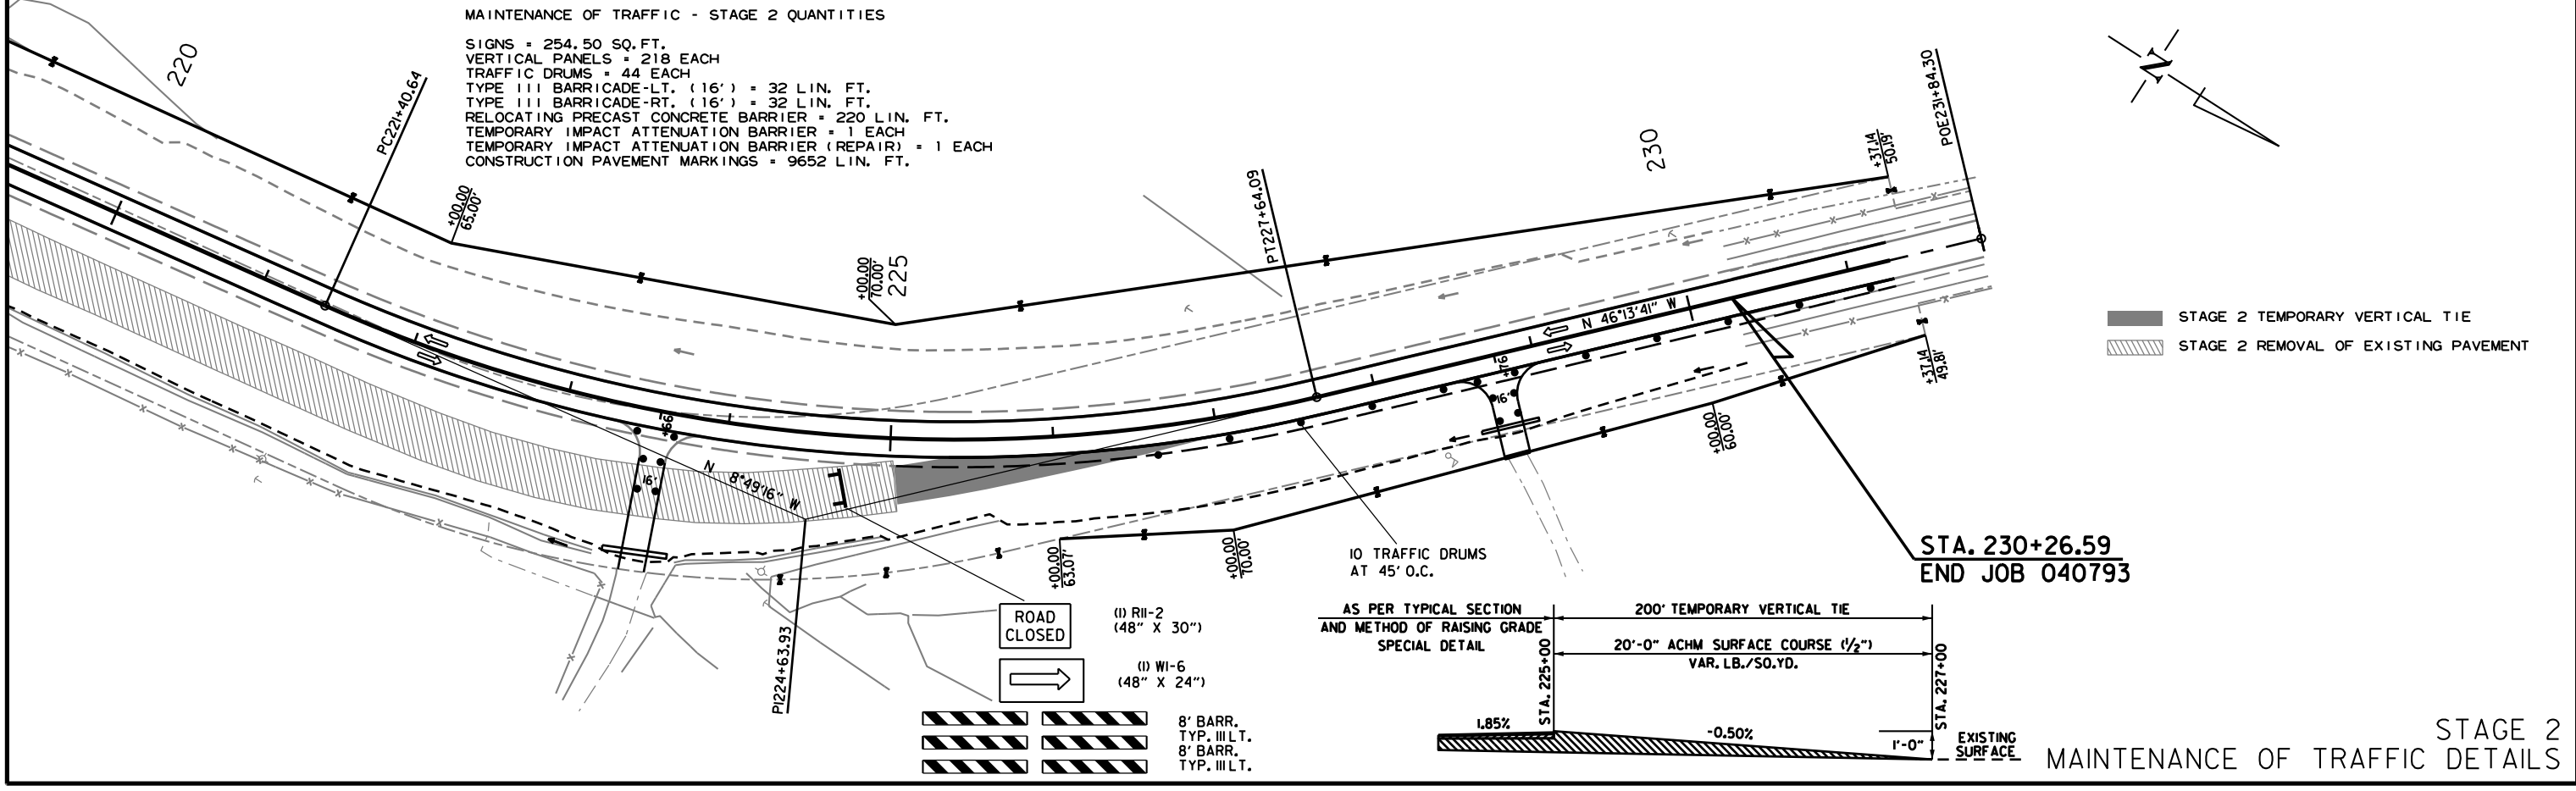 MAINTENANCE OF TRAFFIC - STAGE 2 QUANTITIES
SIGNS = 254.50 SQ.FT.
VERTICAL PANELS = 218 EACH
TRAFFIC DRUMS = 44 EACH
TYPE III BARRICADE-LT. (16') = 32 LIN. FT.
TYPE III BARRICADE-RT. (16') = 32 LIN. FT.
RELOCATING PRECAST CONCRETE BARRIER = 220 LIN. FT.
TEMPORARY IMPACT ATTENUATION BARRIER = 1 EACH
TEMPORARY IMPACT ATTENUATION BARRIER (REPAIR) = 1 EACH
CONSTRUCTION PAVEMENT MARKINGS = 9652 LIN. FT.
220
PC221+40.64
+00.00
65.00'
+00.00
70.00'
225
PT227+64.09
230
+37.14
50.19'
POE231+84.30
N
N 46°13'41" W
+76
16'
+66
16'
N 8°49'16" W
+37.14
49.81'
+00.00
60.00'
+00.00
63.07'
+00.00
70.00'
PI224+63.93
10 TRAFFIC DRUMS
AT 45' O.C.
STA. 230+26.59
END JOB 040793
STAGE 2 TEMPORARY VERTICAL TIE
STAGE 2 REMOVAL OF EXISTING PAVEMENT
ROAD
CLOSED
(1) R11-2
(48" X 30")
(1) W1-6
(48" X 24")
8' BARR.
TYP. III LT.
8' BARR.
TYP. III LT.
AS PER TYPICAL SECTION
AND METHOD OF RAISING GRADE
SPECIAL DETAIL
200' TEMPORARY VERTICAL TIE
20'-0" ACHM SURFACE COURSE (1/2")
VAR. LB./SQ.YD.
STA. 225+00
STA. 227+00
1.85%
-0.50%
1'-0"
EXISTING
SURFACE
STAGE 2
MAINTENANCE OF TRAFFIC DETAILS